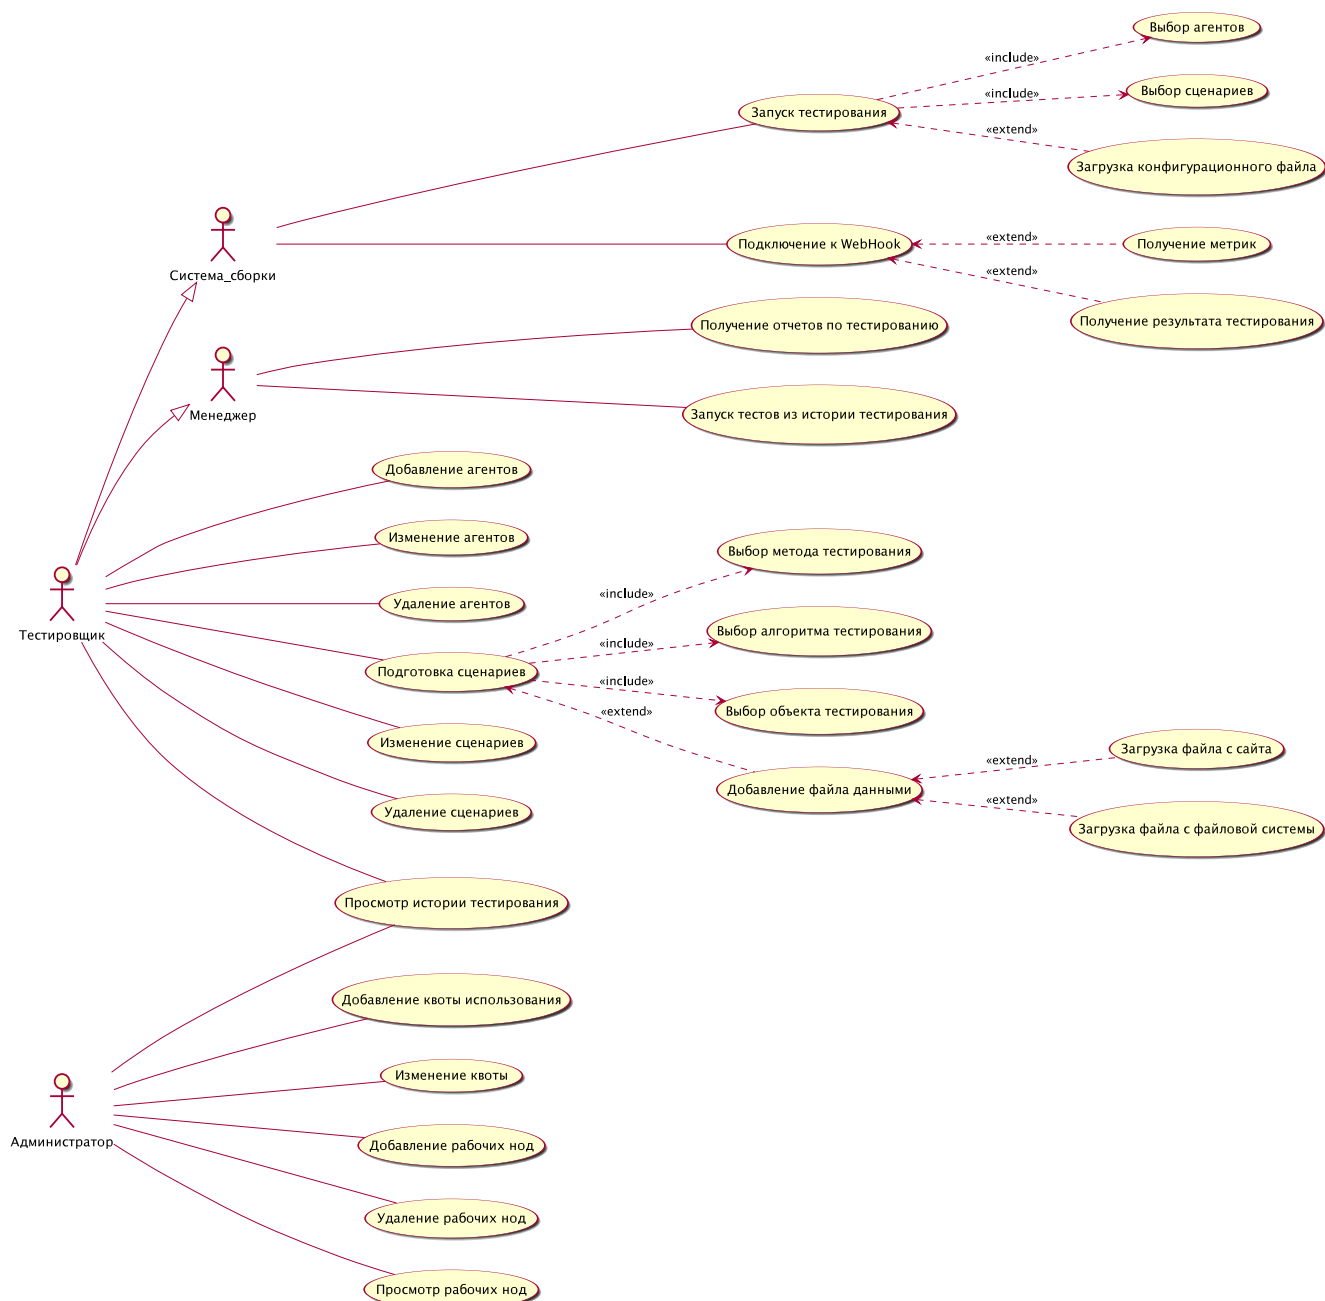 Выбор агентов
«include»
Выбор сценариев
«include»
Запуск тестирования
«extend»
Загрузка конфигурационного файла
Подключение к WebHook
«extend»
Получение метрик
Система_сборки
«extend»
Получение результата тестирования
Получение отчетов по тестированию
Менеджер
Запуск тестов из истории тестирования
Добавление агентов
Изменение агентов
Выбор метода тестирования
«include»
Удаление агентов
Тестировщик
Выбор алгоритма тестирования
«include»
Подготовка сценариев
«include»
Выбор объекта тестирования
«extend»
Изменение сценариев
Загрузка файла с сайта
«extend»
Добавление файла данными
«extend»
Удаление сценариев
Загрузка файла с файловой системы
Просмотр истории тестирования
Добавление квоты использования
Изменение квоты
Администратор
Добавление рабочих нод
Удаление рабочих нод
Просмотр рабочих нод